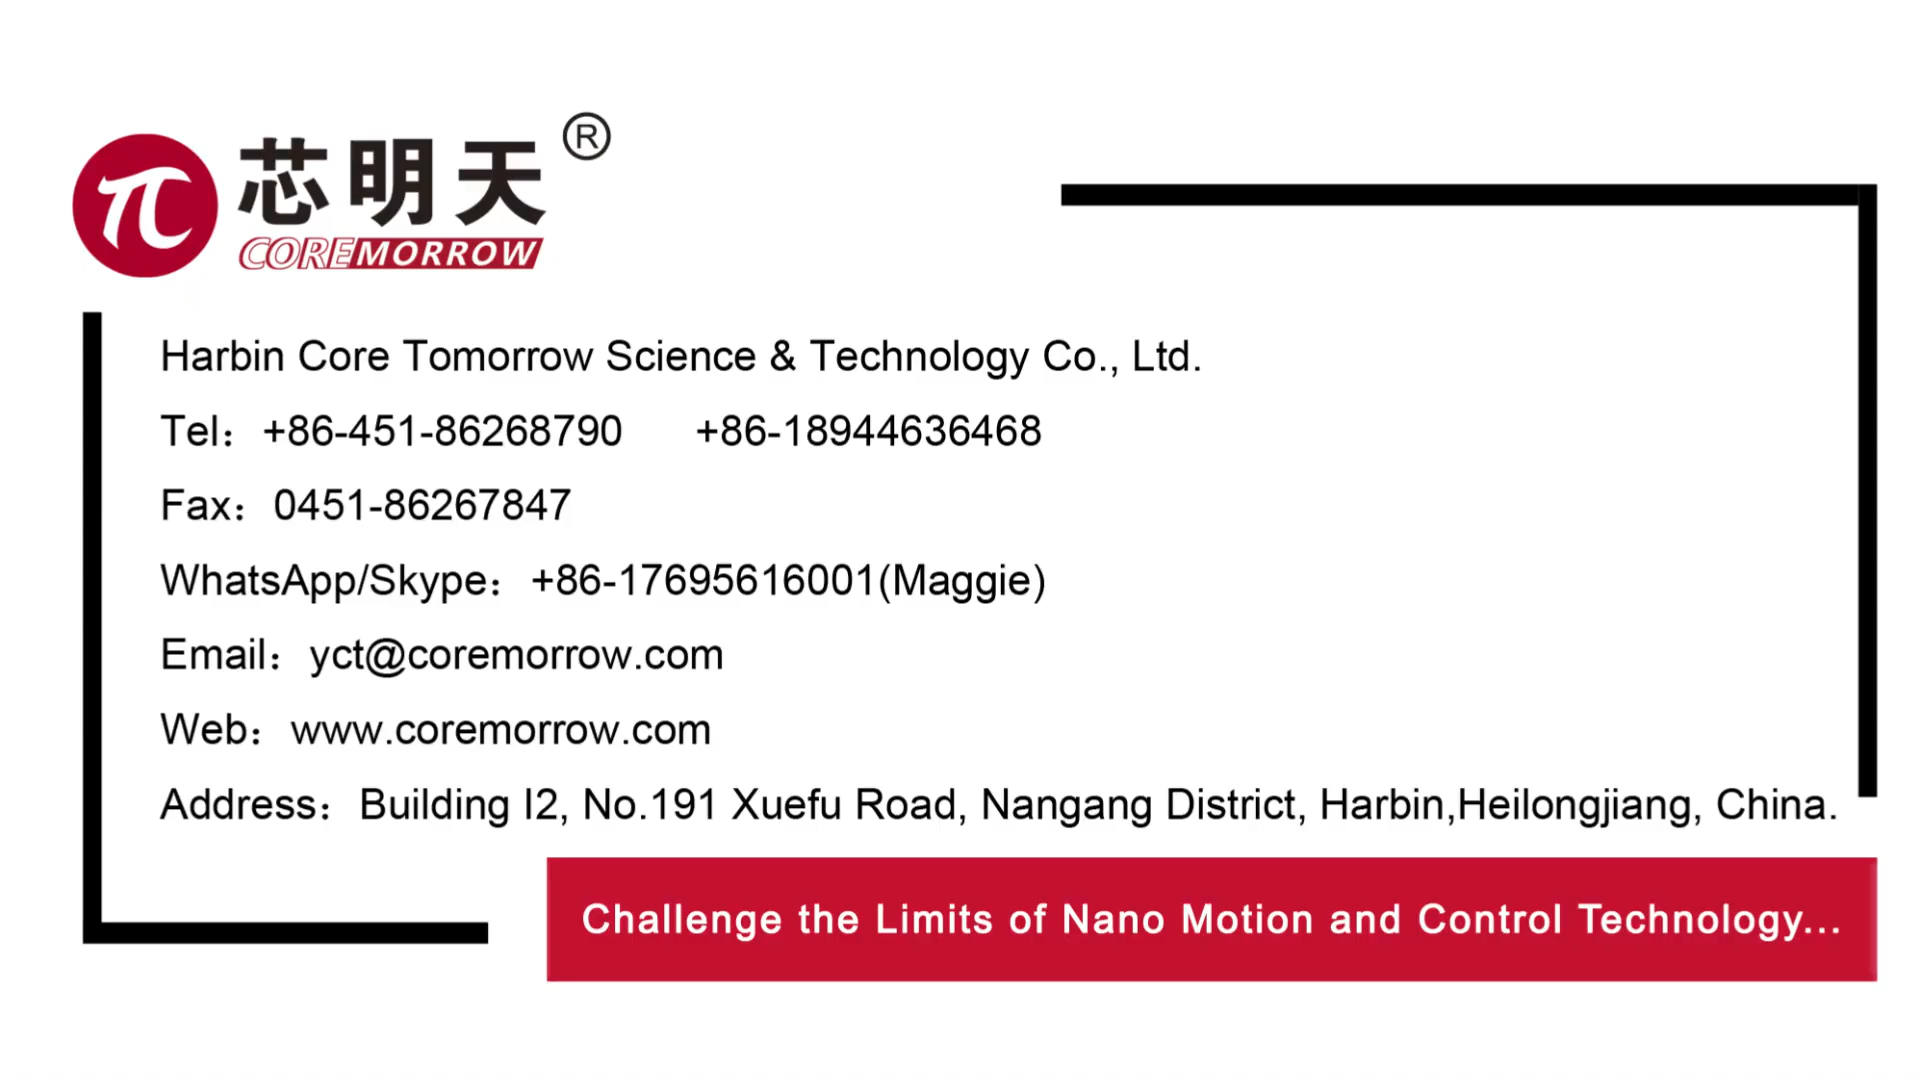 芯明天®
COREMORROW
Harbin Core Tomorrow Science & Technology Co., Ltd.
Tel：+86-451-86268790 +86-18944636468
Fax：0451-86267847
WhatsApp/Skype：+86-17695616001(Maggie)
Email：yct@coremorrow.com
Web：www.coremorrow.com
Address：Building I2, No.191 Xuefu Road, Nangang District, Harbin,Heilongjiang, China.
Challenge the Limits of Nano Motion and Control Technology...